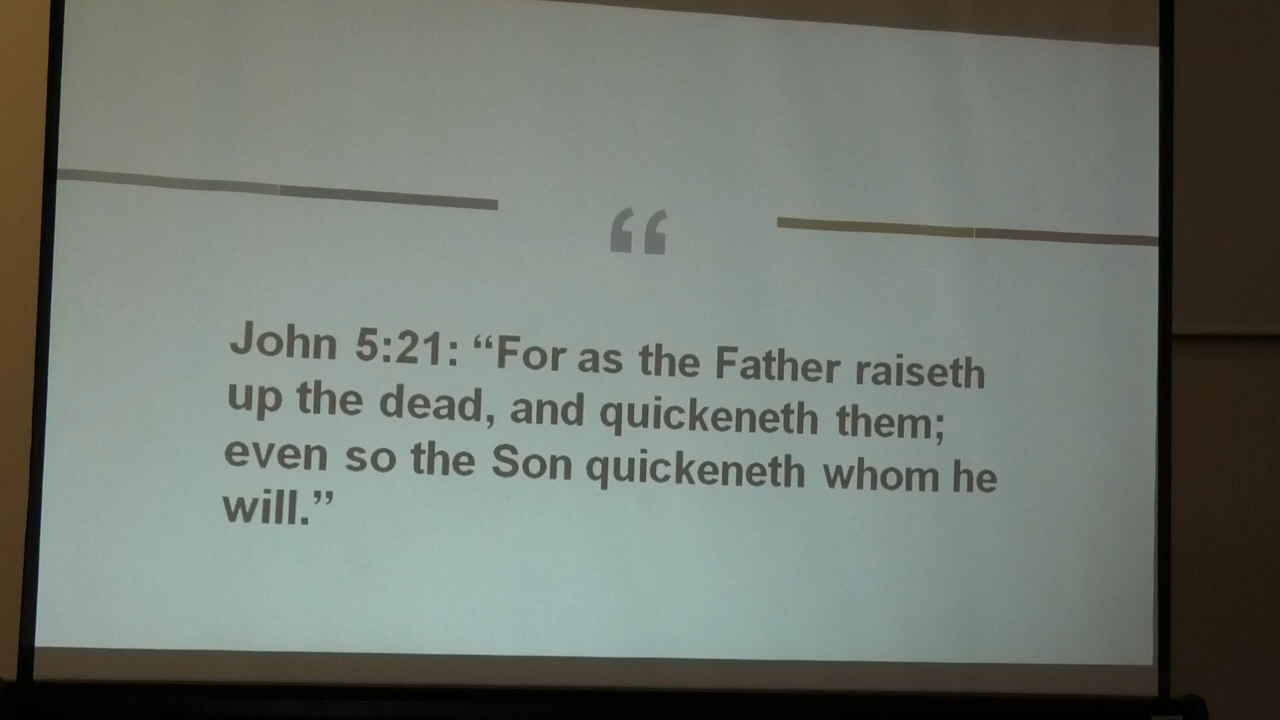 “
John 5:21: “For as the Father raiseth
up the dead, and quickeneth them;
even so the Son quickeneth whom he
will.”